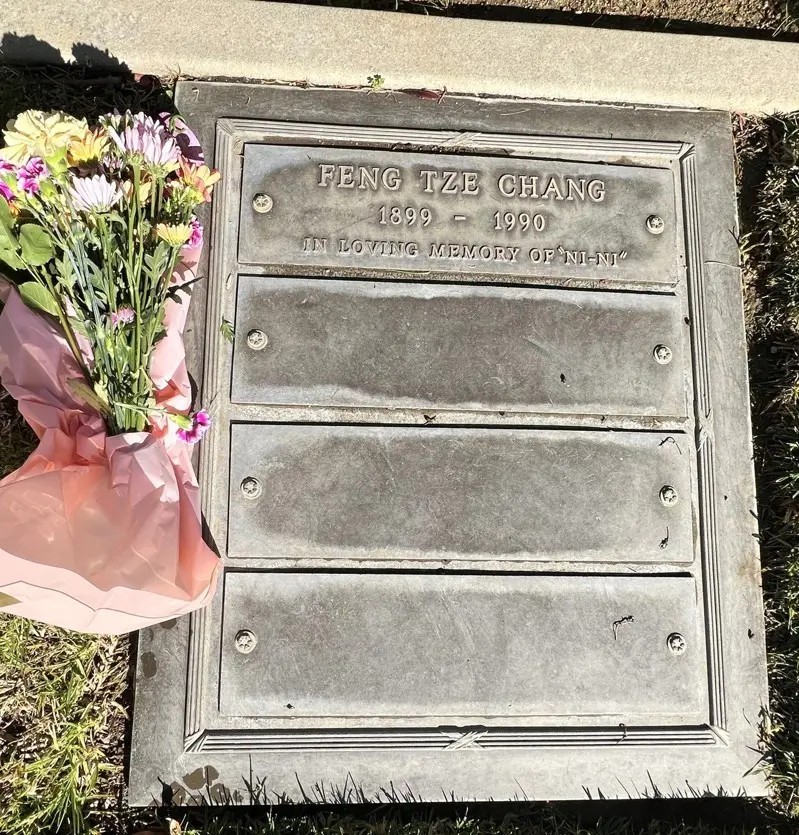 FENG TZE CHANG
1899 - 1990
IN LOVING MEMORY OF "NI-NI"